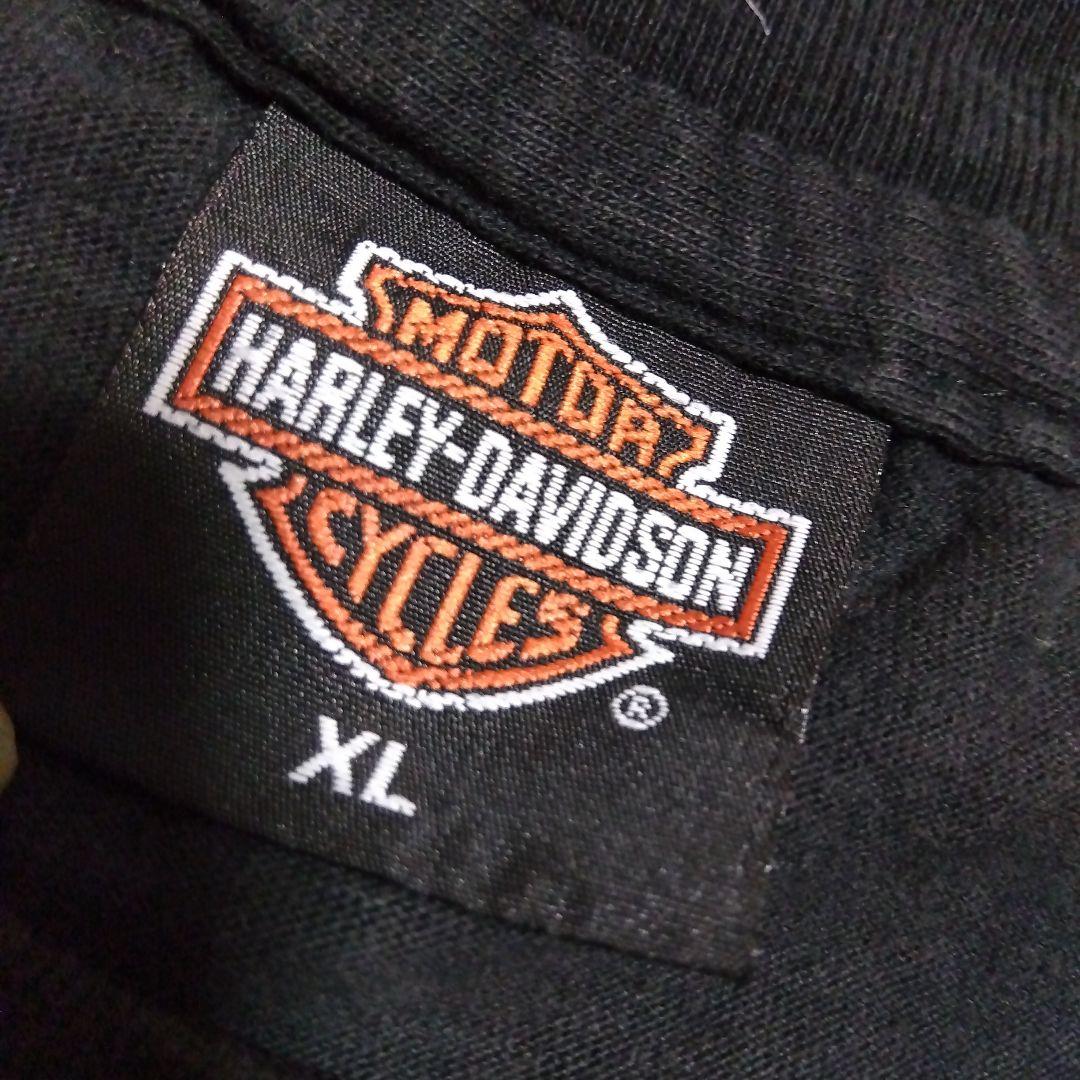 MOTOR
HARLEY-DAVIDSON
CYCLES
®
XL